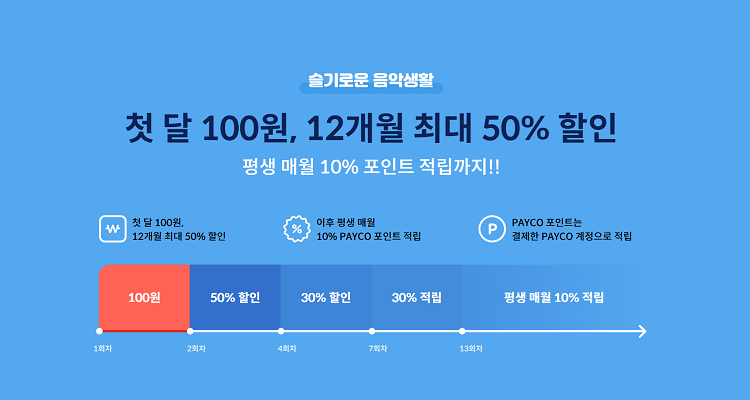 슬기로운 음악생활
첫 달 100원, 12개월 최대 50% 할인
평생 매월 10% 포인트 적립까지!!
₩
첫 달 100원,
12개월 최대 50% 할인
%
이후 평생 매월
10% PAYCO 포인트 적립
P
PAYCO 포인트는
결제한 PAYCO 계정으로 적립
100원
50% 할인
30% 할인
30% 적립
평생 매월 10% 적립
1회차
2회차
4회차
7회차
13회차